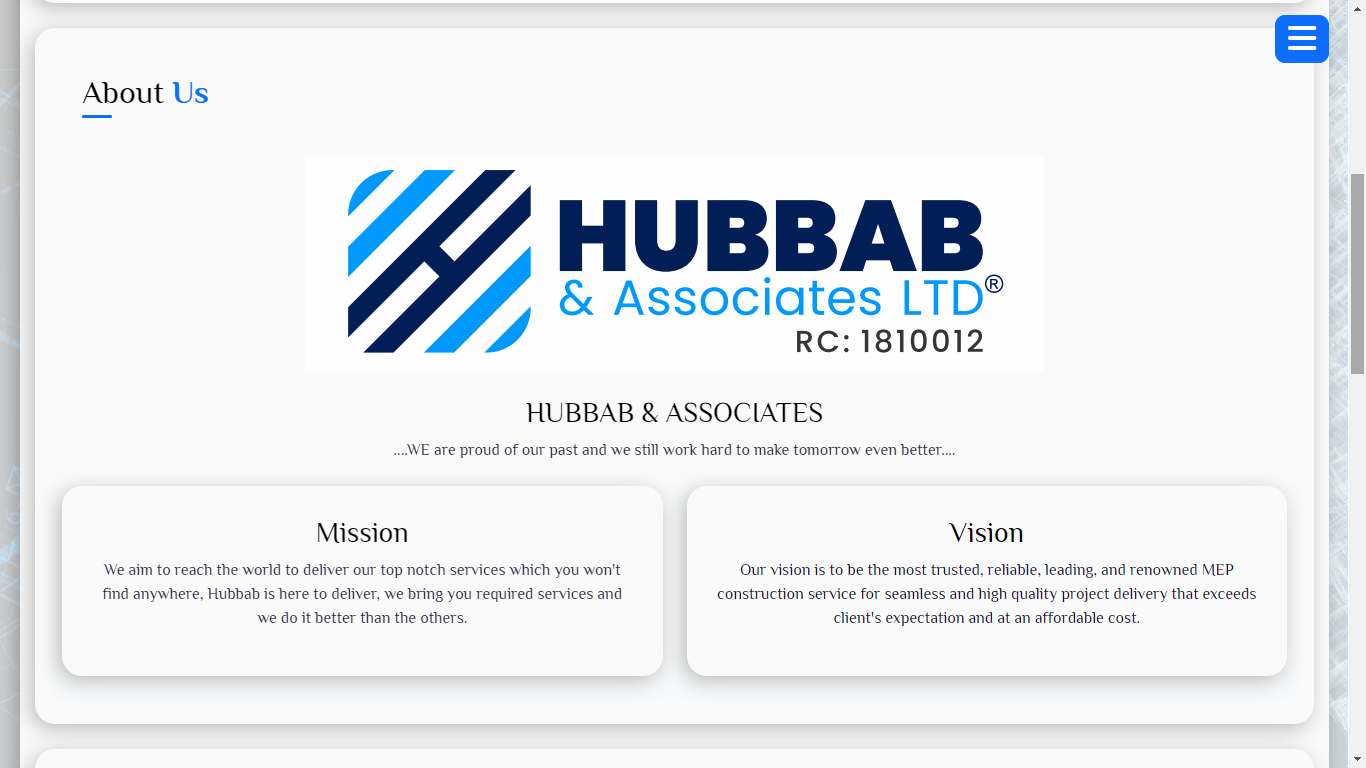 About Us
HUBBAB
& Associates LTD®
RC: 1810012
HUBBAB & ASSOCIATES
....WE are proud of our past and we still work hard to make tomorrow even better....
Mission
We aim to reach the world to deliver our top notch services which you won't
find anywhere, Hubbab is here to deliver, we bring you required services and
we do it better than the others.
Vision
Our vision is to be the most trusted, reliable, leading, and renowned MEP
construction service for seamless and high quality project delivery that exceeds
client's expectation and at an affordable cost.